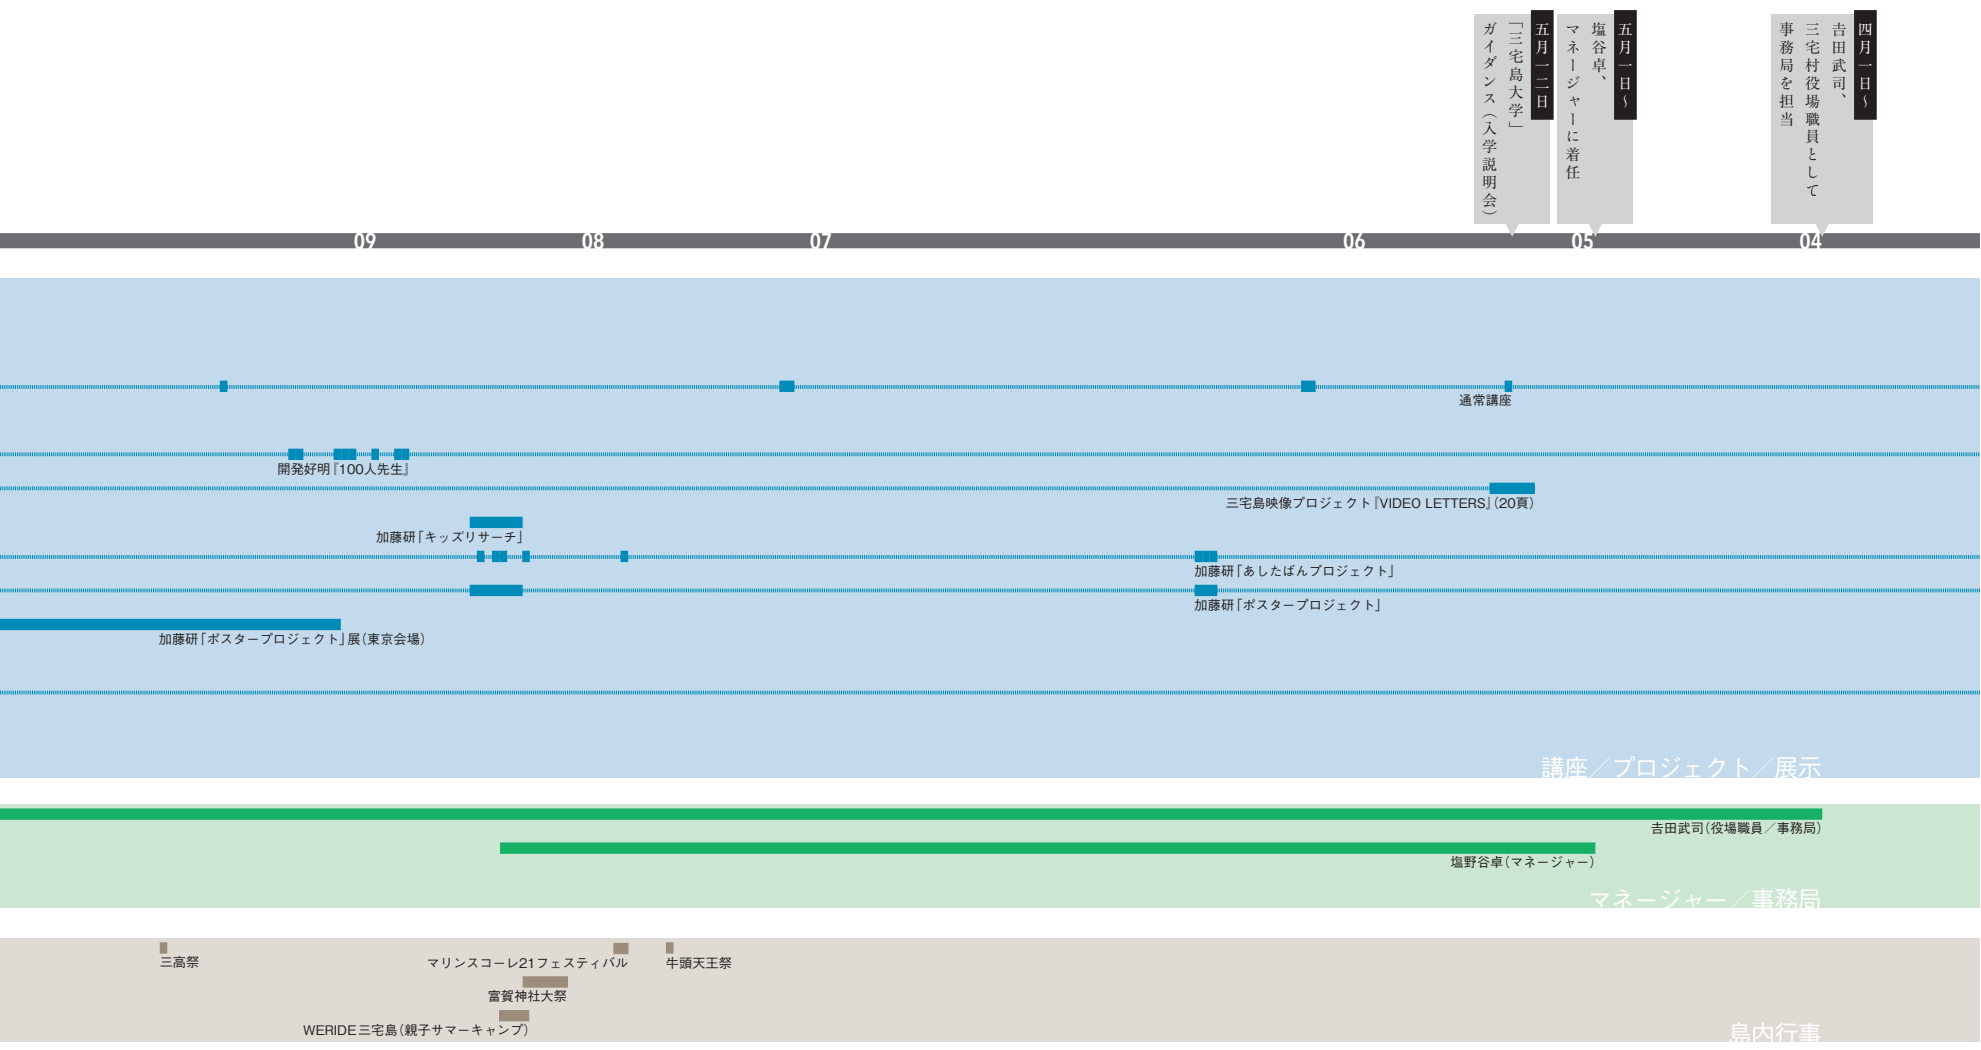 四月一日〜
吉田武司、
三宅村役場職員として
事務局を担当
五月一日〜
塩谷卓、
マネージャーに着任
五月一二日
「三宅島大学」
ガイダンス（入学説明会）
09
08
07
06
05
04
通常講座
開発好明『100人先生』
三宅島映像プロジェクト『VIDEO LETTERS』（20頁）
加藤研「キッズリサーチ」
加藤研「あしたばんプロジェクト」
加藤研「ポスタープロジェクト」
加藤研「ポスタープロジェクト」展（東京会場）
講座／プロジェクト／展示
吉田武司（役場職員／事務局）
塩野谷卓（マネージャー）
マネージャー／事務局
三高祭
マリンスコーレ21フェスティバル
牛頭天王祭
富賀神社大祭
WERIDE三宅島（親子サマーキャンプ）
島内行事